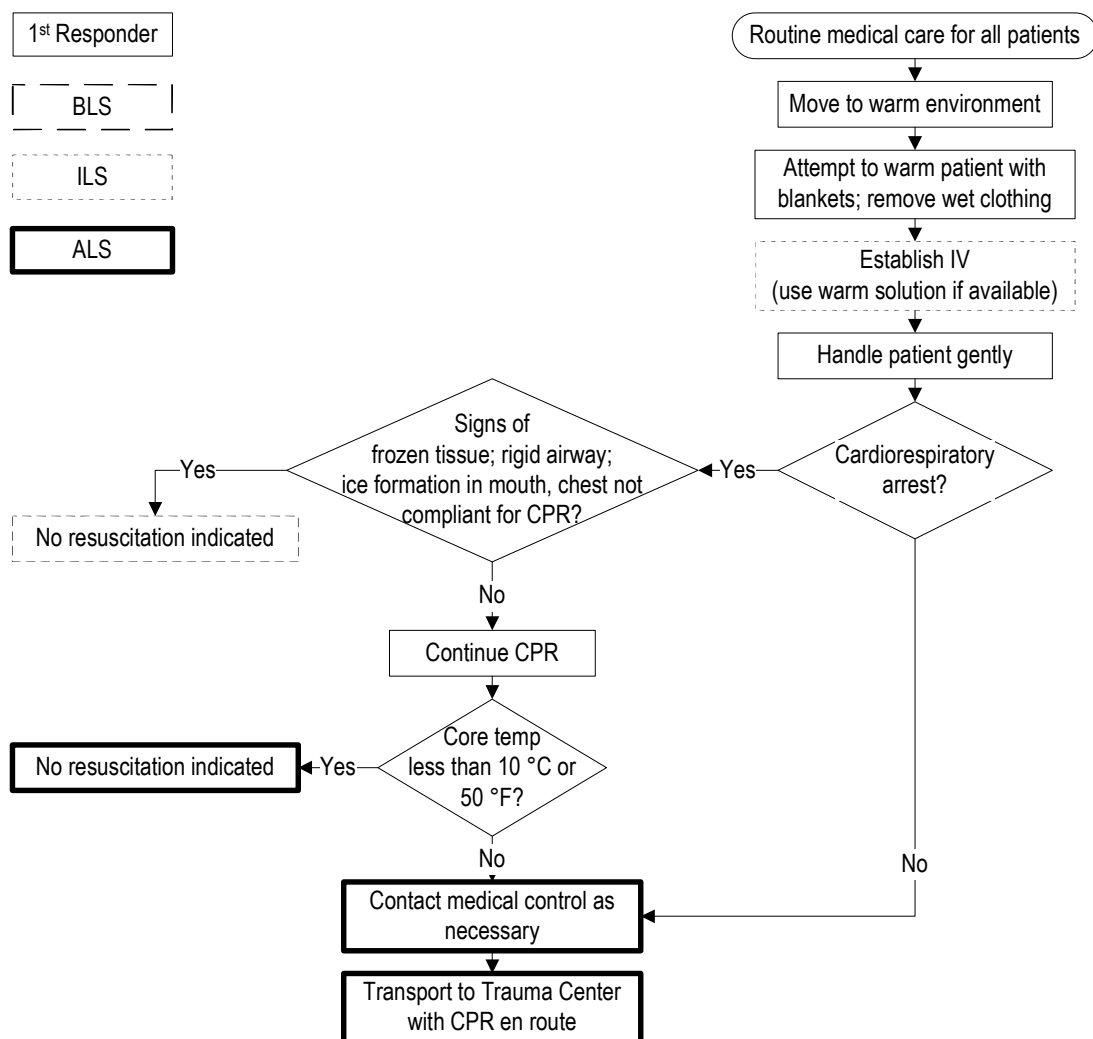 1st Responder
BLS
ILS
ALS
Routine medical care for all patients
Move to warm environment
Attempt to warm patient with
blankets; remove wet clothing
Establish IV
(use warm solution if available)
Handle patient gently
Cardiorespiratory
arrest?
Yes
Signs of
frozen tissue; rigid airway;
ice formation in mouth, chest not
compliant for CPR?
Yes
No resuscitation indicated
No
Continue CPR
Core temp
less than 10 °C or
50 °F?
Yes
No resuscitation indicated
No
No
Contact medical control as
necessary
Transport to Trauma Center
with CPR en route